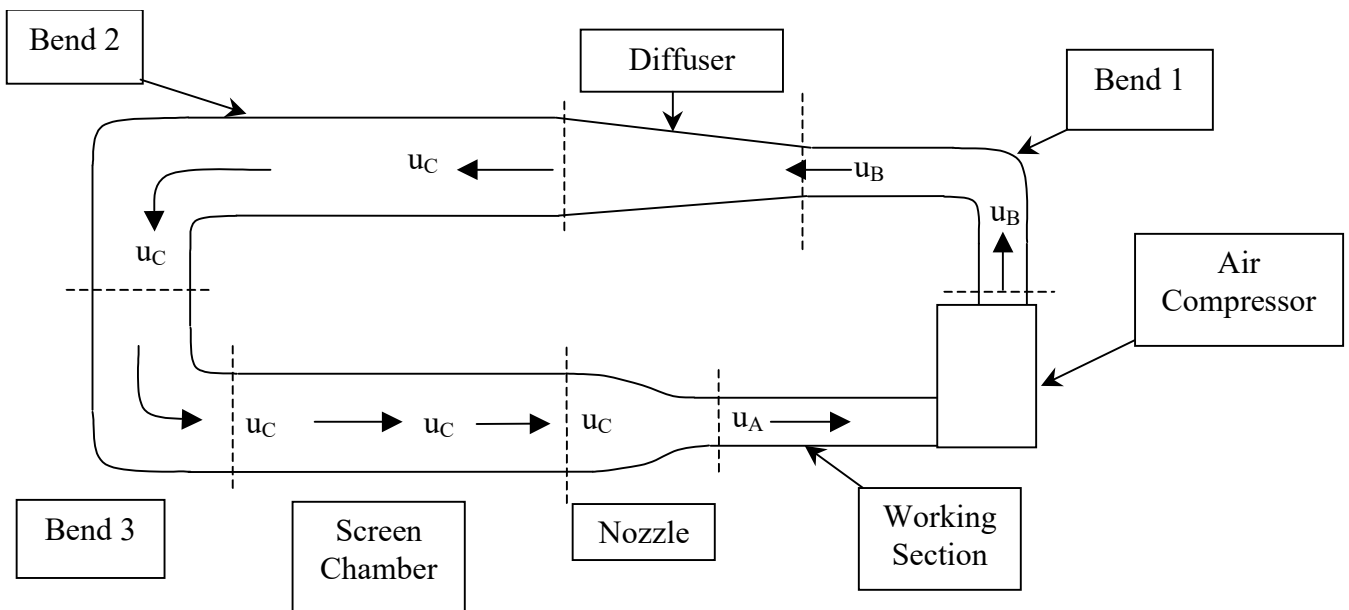 Bend 2
Diffuser
Bend 1
uC
uB
uB
uC
Air
Compressor
uC
uC
uC
uA
Bend 3
Screen
Chamber
Nozzle
Working
Section